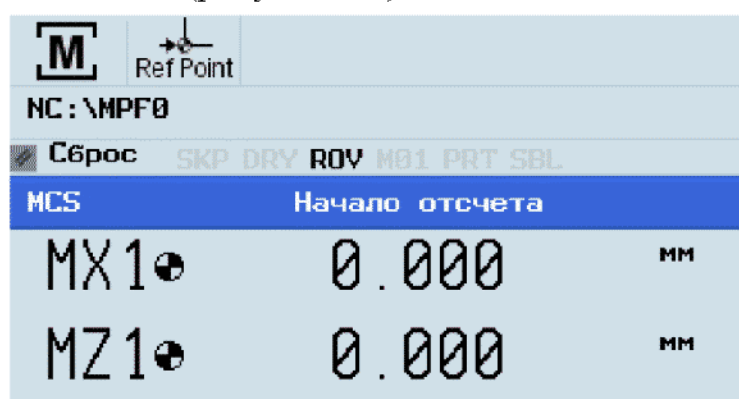 M Ref Point
NC:\MPF0
Сброс SKP DRY ROV M01 PRT SBL
MCS Начало отсчета
MX1 0.000 мм
MZ1 0.000 мм